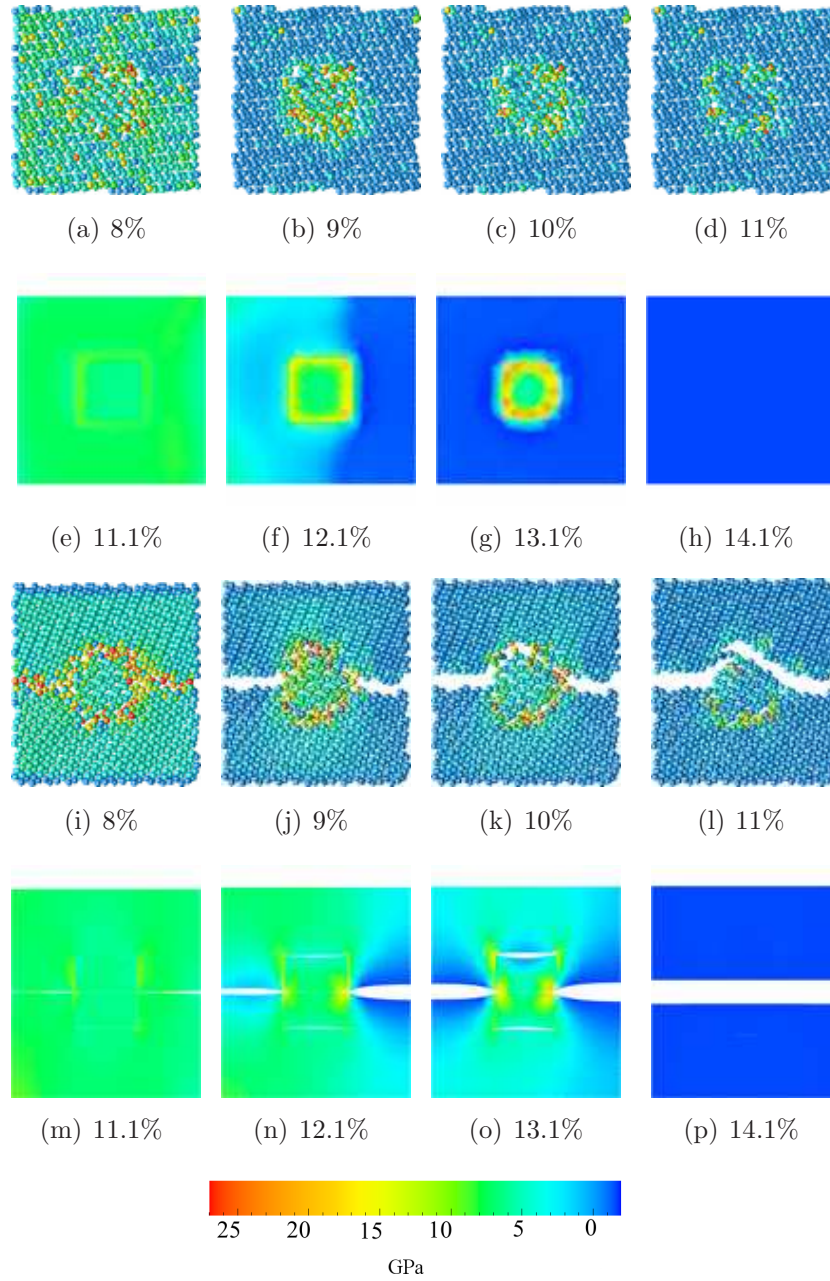 (a) 8% (b) 9% (c) 10% (d) 11%
(e) 11.1% (f) 12.1% (g) 13.1% (h) 14.1%
(i) 8% (j) 9% (k) 10% (l) 11%
(m) 11.1% (n) 12.1% (o) 13.1% (p) 14.1%
25 20 15 10 5 0
GPa